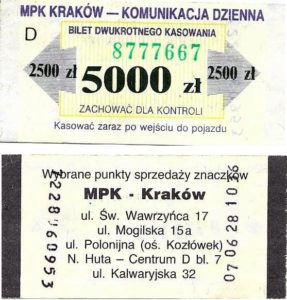 MPK KRAKÓW — KOMUNIKACJA DZIENNA
D
BILET DWUKROTNEGO KASOWANIA
8777667
2500 zł 5000 zł 2500 zł
ZACHOWAĆ DLA KONTROLI
Kasować zaraz po wejściu do pojazdu
Wybrane punkty sprzedaży znaczków
MPK - Kraków
ul. Św. Wawrzyńca 17
ul. Mogilska 15a
ul. Polonijna (oś. Kozłówek)
N. Huta – Centrum D bl. 7
ul. Kalwaryjska 32